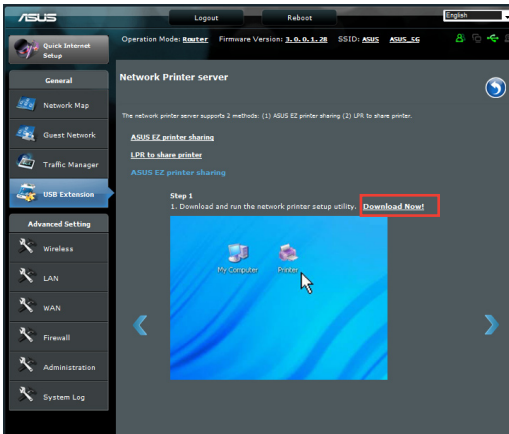 ASUS
Logout
Reboot
English
Quick Internet
Setup
Operation Mode: Router Firmware Version: 3.0.0.1.28 SSID: ASUS ASUS_5G
General
Network Map
Guest Network
Traffic Manager
USB Extension
Advanced Setting
Wireless
LAN
WAN
Firewall
Administration
System Log
Network Printer server
The network printer server supports 2 methods: (1) ASUS EZ printer sharing (2) LPR to share printer.
ASUS EZ printer sharing
LPR to share printer
ASUS EZ printer sharing
Step 1
1. Download and run the network printer setup utility. Download Now!
My Computer
Printer